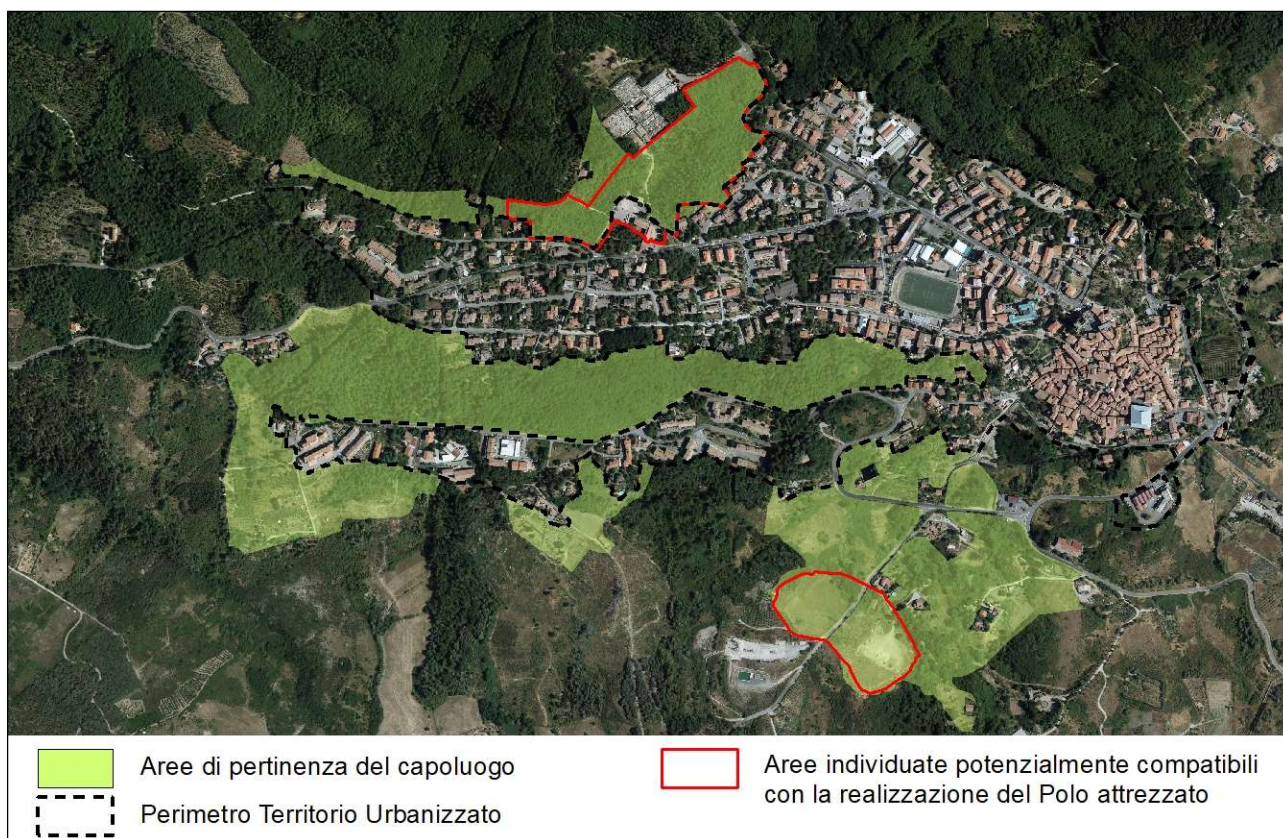 Aree di pertinenza del capoluogo
Perimetro Territorio Urbanizzato
Aree individuate potenzialmente compatibili
con la realizzazione del Polo attrezzato